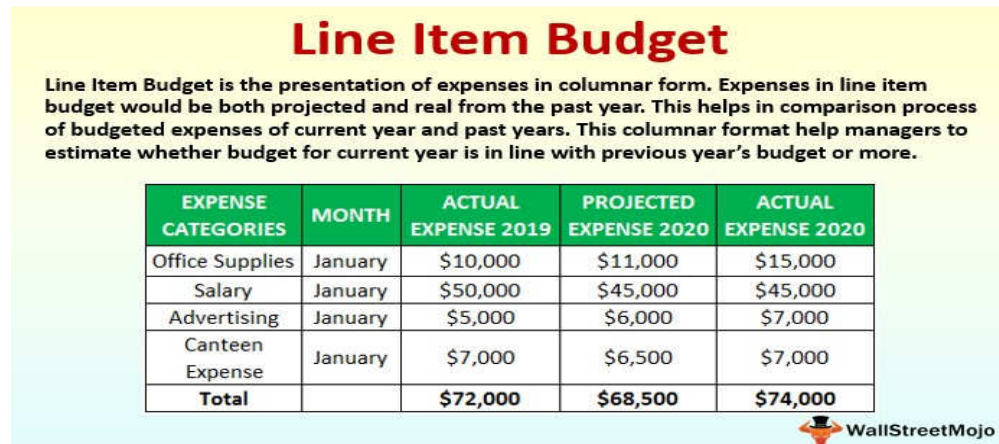 Line Item Budget
Line Item Budget is the presentation of expenses in columnar form. Expenses in line item
budget would be both projected and real from the past year. This helps in comparison process
of budgeted expenses of current year and past years. This columnar format help managers to
estimate whether budget for current year is in line with previous year's budget or more.
EXPENSE CATEGORIES MONTH ACTUAL EXPENSE 2019 PROJECTED EXPENSE 2020 ACTUAL EXPENSE 2020
Office Supplies January $10,000 $11,000 $15,000
Salary January $50,000 $45,000 $45,000
Advertising January $5,000 $6,000 $7,000
Canteen Expense January $7,000 $6,500 $7,000
Total $72,000 $68,500 $74,000
WallStreetMojo